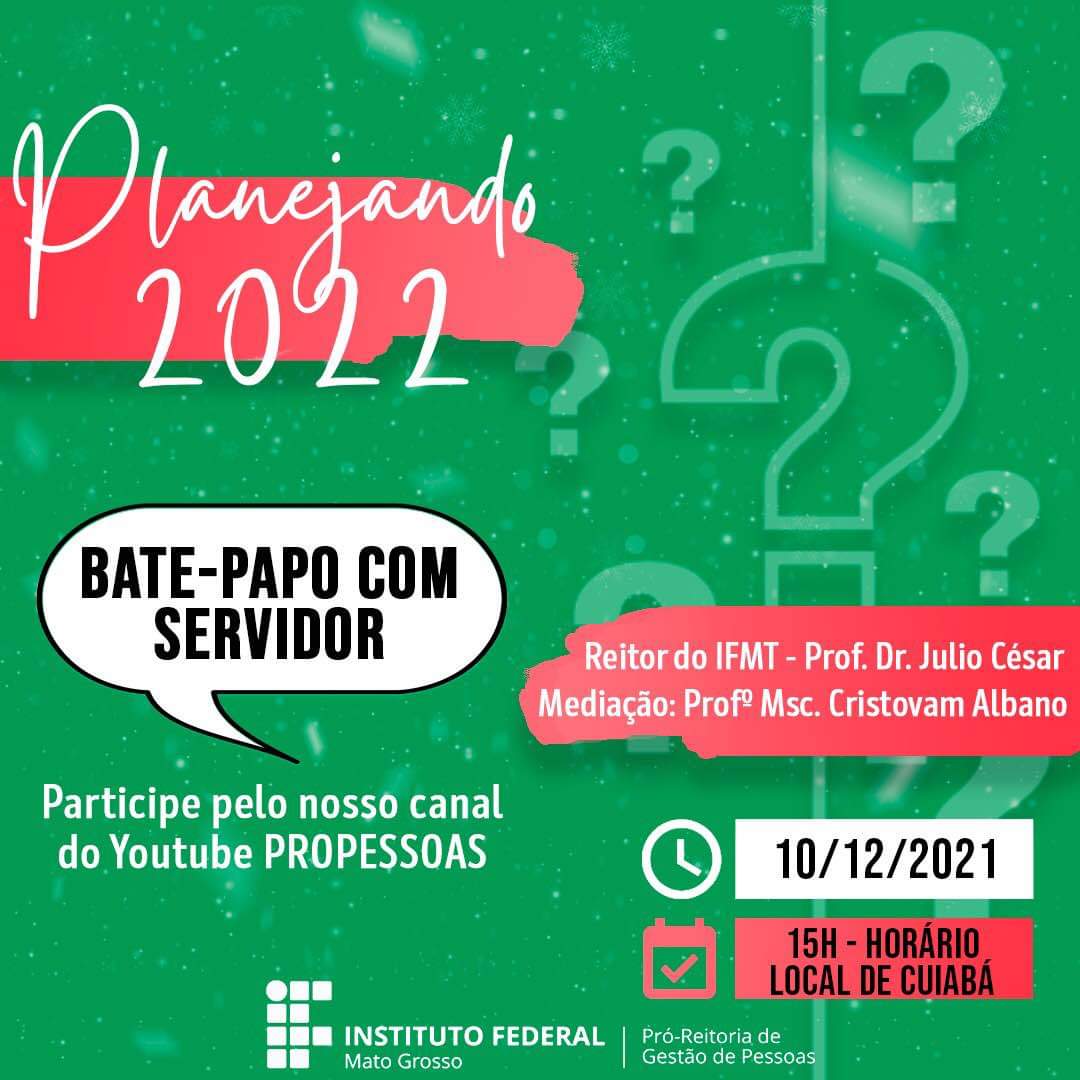 Planejando
2022
BATE-PAPO COM
SERVIDOR
Reitor do IFMT - Prof. Dr. Julio César
Mediação: Profº Msc. Cristovam Albano
Participe pelo nosso canal
do Youtube PROPESSOAS
10/12/2021
15H - HORÁRIO
LOCAL DE CUIABÁ
INSTITUTO FEDERAL
Mato Grosso
Pró-Reitoria de
Gestão de Pessoas